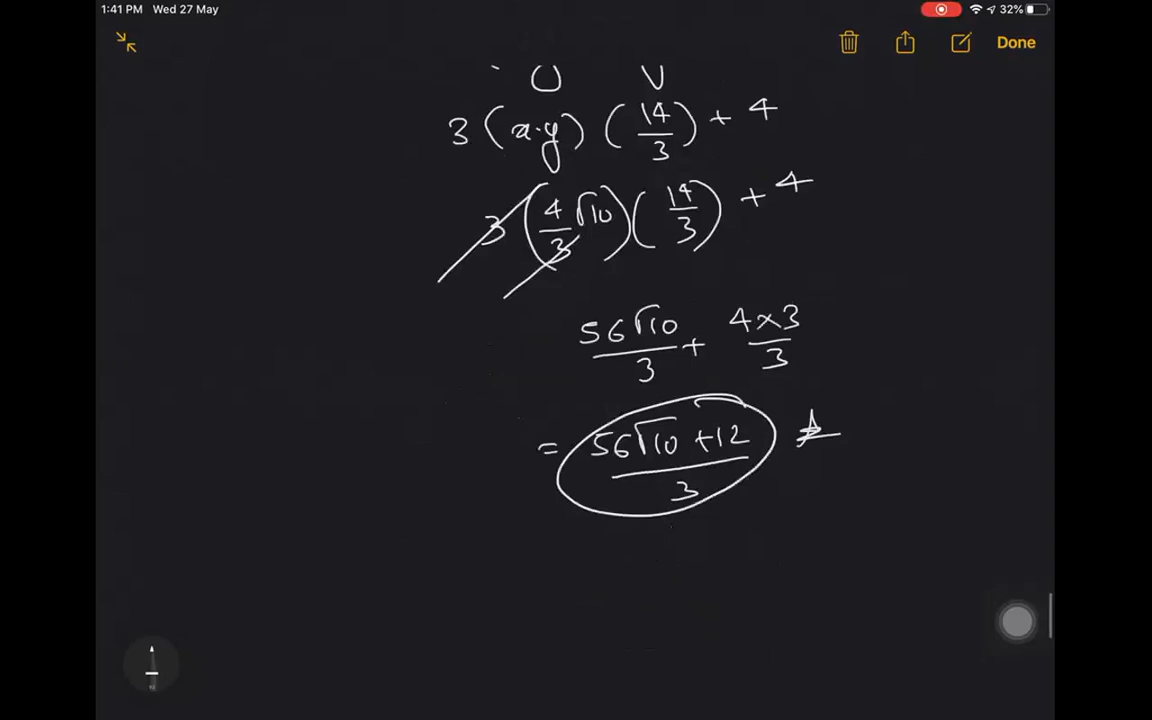 1:41 PM Wed 27 May 32%
Done
U V
3 (x·y) (14/3) + 4
3 (4/3 √10) (14/3) + 4
56√10/3 + 4×3/3
= 56√10 + 12/3